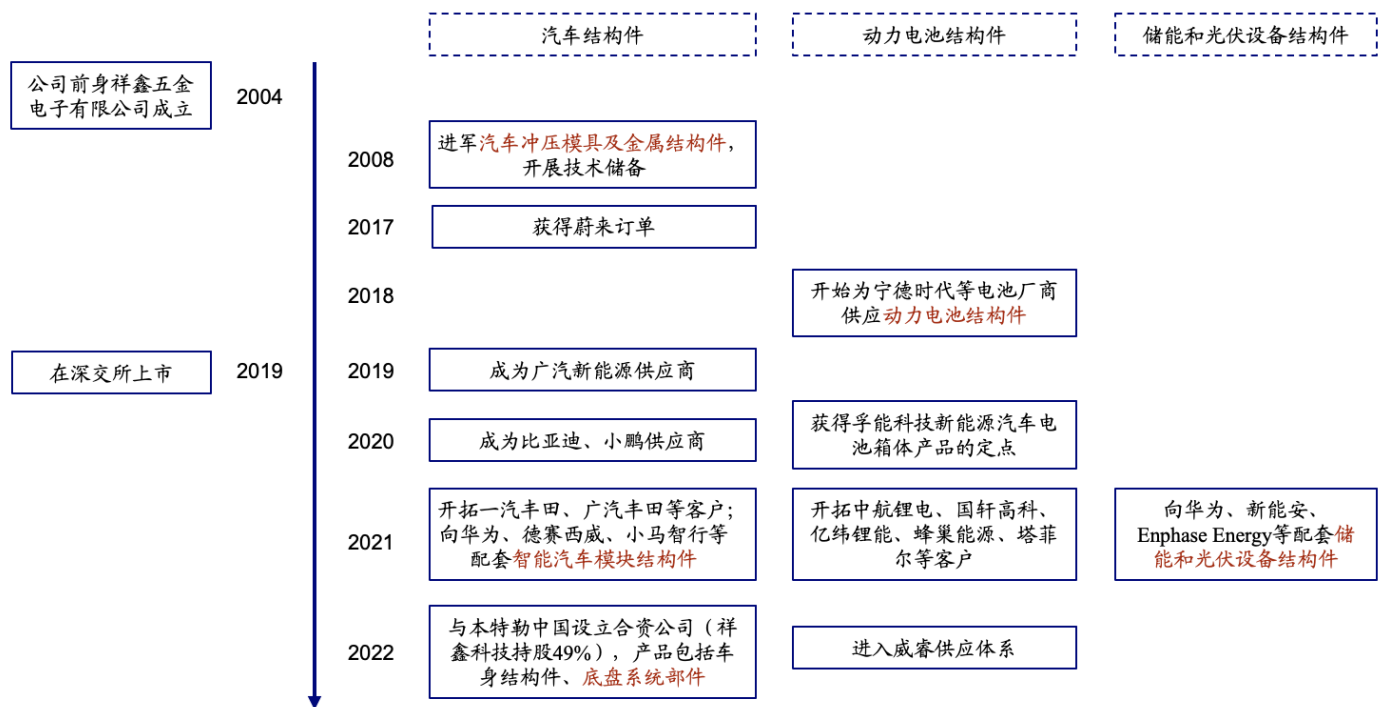 汽车结构件
动力电池结构件
储能和光伏设备结构件
公司前身祥鑫五金
电子有限公司成立
2004
2008
进军汽车冲压模具及金属结构件，
开展技术储备
2017
获得蔚来订单
2018
开始为宁德时代等电池厂商
供应动力电池结构件
在深交所上市
2019
2019
成为广汽新能源供应商
2020
成为比亚迪、小鹏供应商
获得孚能科技新能源汽车电
池箱体产品的定点
2021
开拓一汽丰田、广汽丰田等客户；
向华为、德赛西威、小马智行等
配套智能汽车模块结构件
开拓中航锂电、国轩高科、
亿纬锂能、蜂巢能源、塔菲
尔等客户
向华为、新能安、
Enphase Energy等配套储
能和光伏设备结构件
2022
与本特勒中国设立合资公司（祥
鑫科技持股49%），产品包括车
身结构件、底盘系统部件
进入威睿供应体系